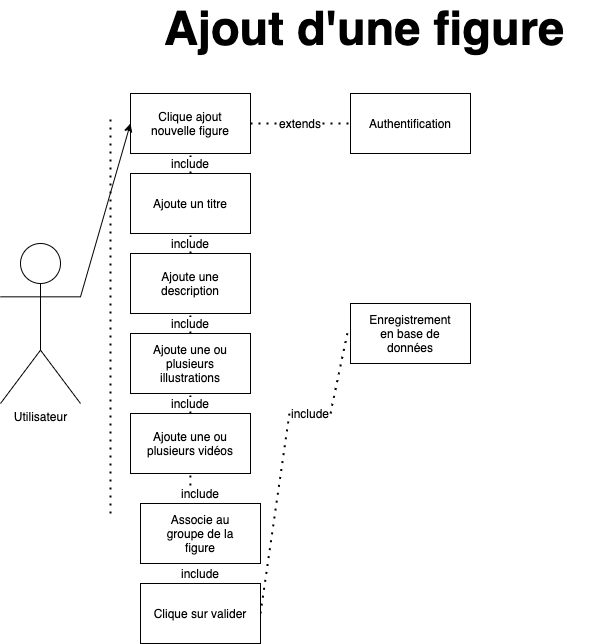 Ajout d'une figure
Clique ajout
nouvelle figure
extends
Authentification
include
Ajoute un titre
include
Ajoute une
description
include
Enregistrement
en base de
données
Ajoute une ou
plusieurs
illustrations
include
include
Utilisateur
Ajoute une ou
plusieurs vidéos
include
Associe au
groupe de la
figure
include
Clique sur valider